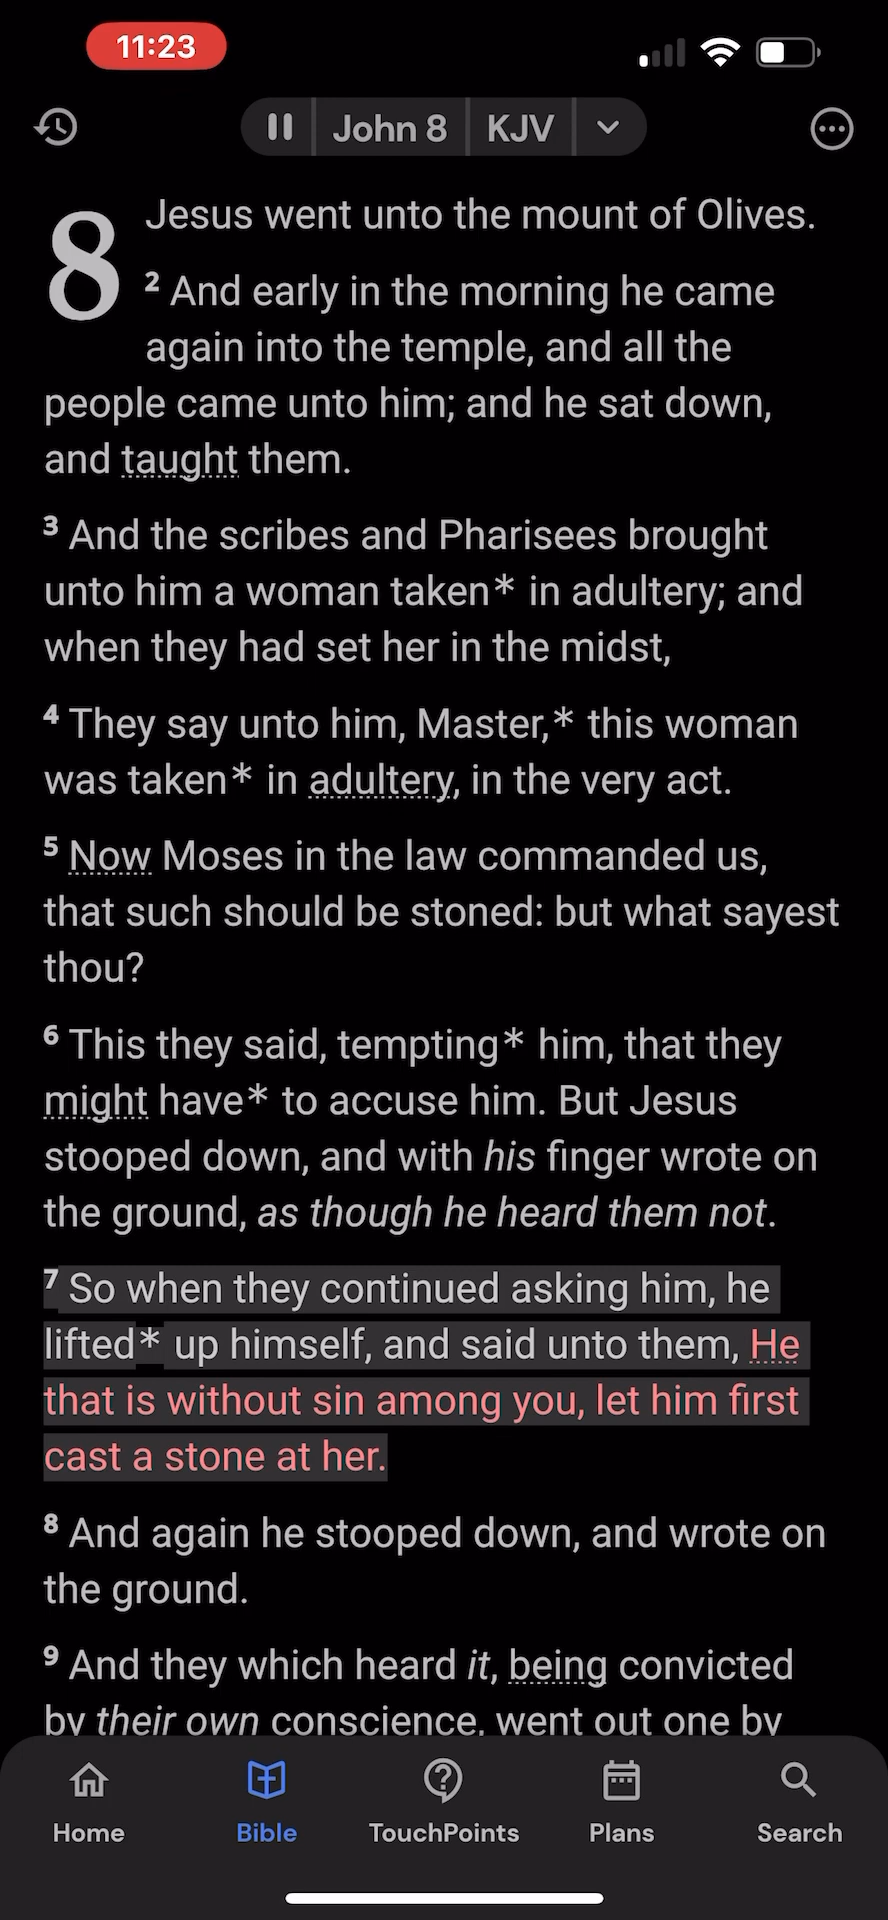 11:23
John 8 KJV
8 Jesus went unto the mount of Olives.
2 And early in the morning he came
again into the temple, and all the
people came unto him; and he sat down,
and taught them.
3 And the scribes and Pharisees brought
unto him a woman taken* in adultery; and
when they had set her in the midst,
4 They say unto him, Master,* this woman
was taken* in adultery, in the very act.
5 Now Moses in the law commanded us,
that such should be stoned: but what sayest
thou?
6 This they said, tempting* him, that they
might have* to accuse him. But Jesus
stooped down, and with his finger wrote on
the ground, as though he heard them not.
7 So when they continued asking him, he
lifted* up himself, and said unto them, He
that is without sin among you, let him first
cast a stone at her.
8 And again he stooped down, and wrote on
the ground.
9 And they which heard it, being convicted
by their own conscience, went out one by
Home Bible TouchPoints Plans Search